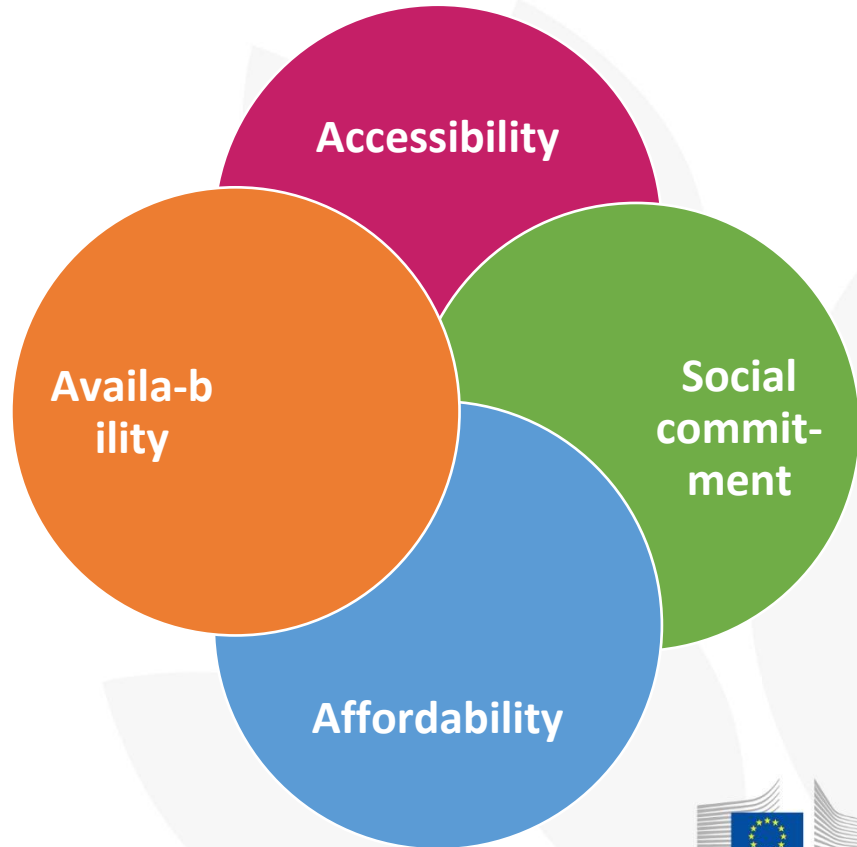 Accessibility
Availa-b
ility
Social
commit-
ment
Affordability